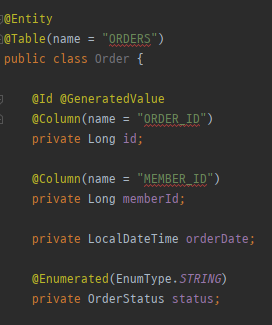 @Entity
@Table(name = "ORDERS")
public class Order {
@Id @GeneratedValue
@Column(name = "ORDER_ID")
private Long id;
@Column(name = "MEMBER_ID")
private Long memberId;
private LocalDateTime orderDate;
@Enumerated(EnumType.STRING)
private OrderStatus status;